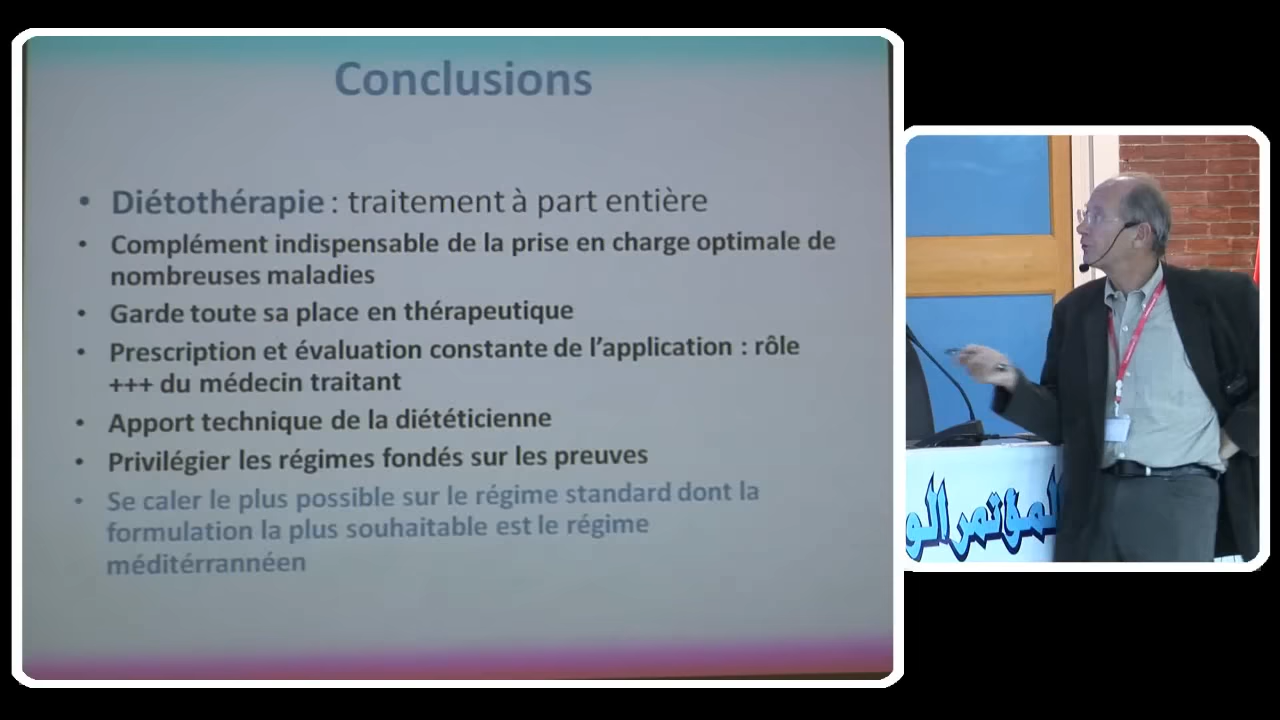 Conclusions
• Diétothérapie : traitement à part entière
• Complément indispensable de la prise en charge optimale de
nombreuses maladies
• Garde toute sa place en thérapeutique
• Prescription et évaluation constante de l’application : rôle
+++ du médecin traitant
• Apport technique de la diététicienne
• Privilégier les régimes fondés sur les preuves
• Se caler le plus possible sur le régime standard dont la
formulation la plus souhaitable est le régime
méditérrannéen
المؤتمر الو